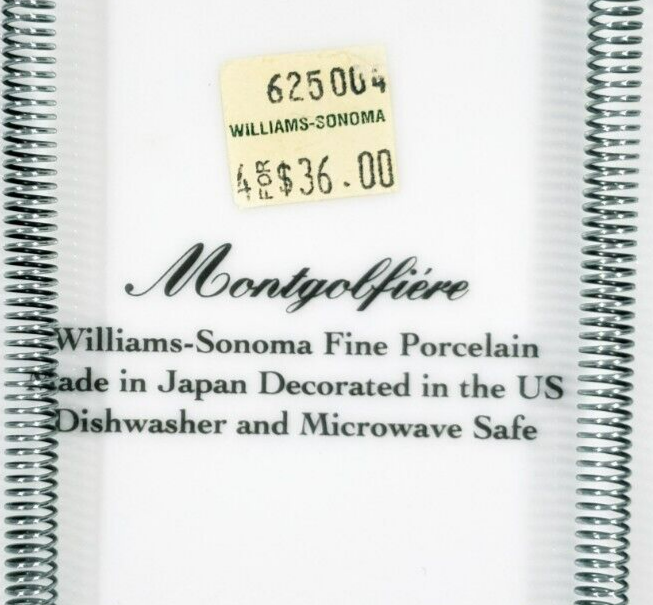 625004
WILLIAMS-SONOMA
4 FOR $36.00
Montgolfiére
Williams-Sonoma Fine Porcelain
Made in Japan Decorated in the US
Dishwasher and Microwave Safe